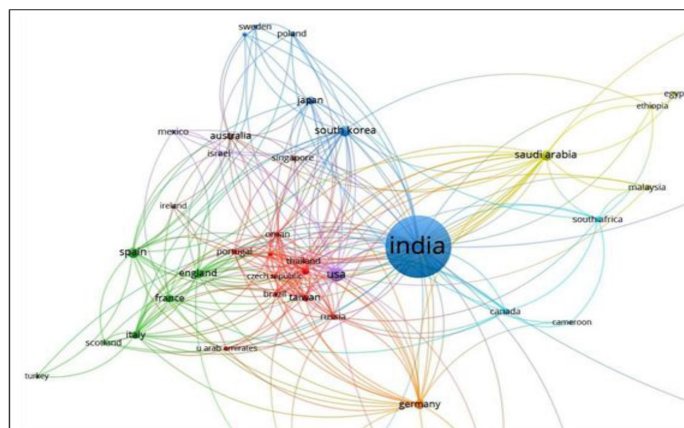 sweden
poland
japan
south korea
mexico
australia
israel
singapore
egyp
ethiopia
saudi arabia
malaysia
ireland
south africa
oman
india
spain
portugal
thailand
england
czech republic
usa
france
brazil
taiwan
russia
canada
cameroon
italy
scotland
u arab emirates
turkey
germany